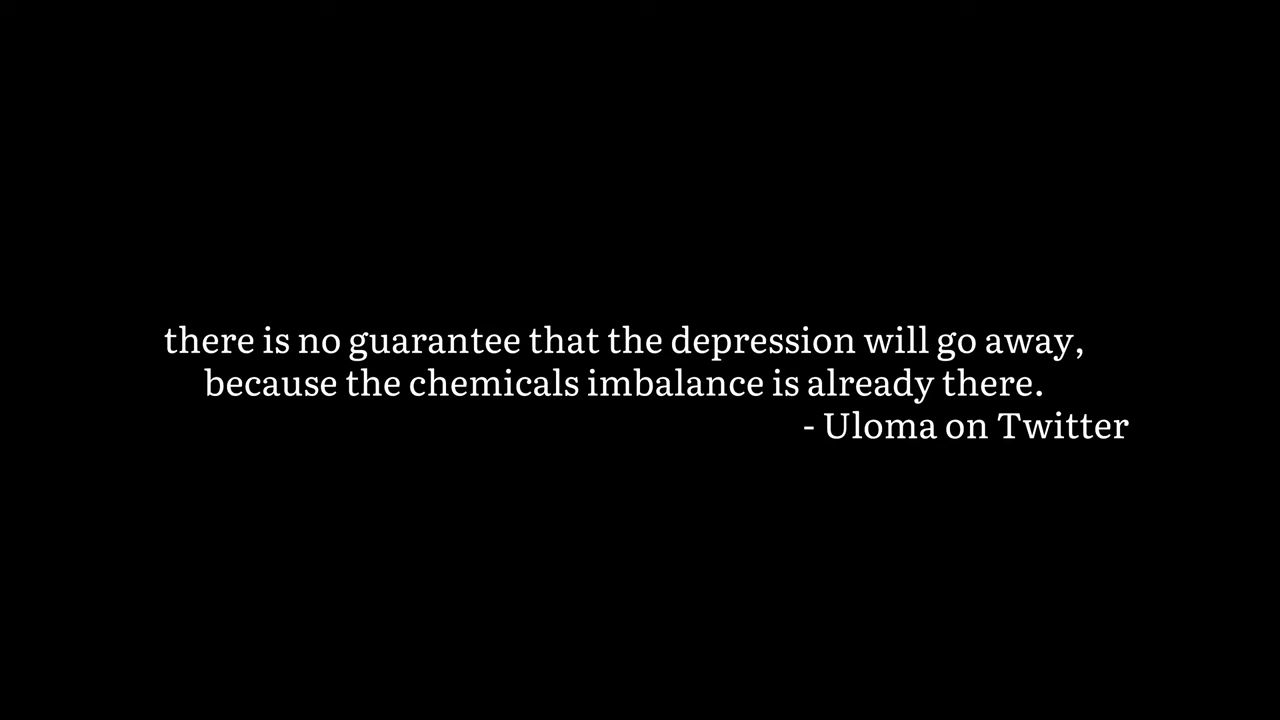 there is no guarantee that the depression will go away,
because the chemicals imbalance is already there.
- Uloma on Twitter